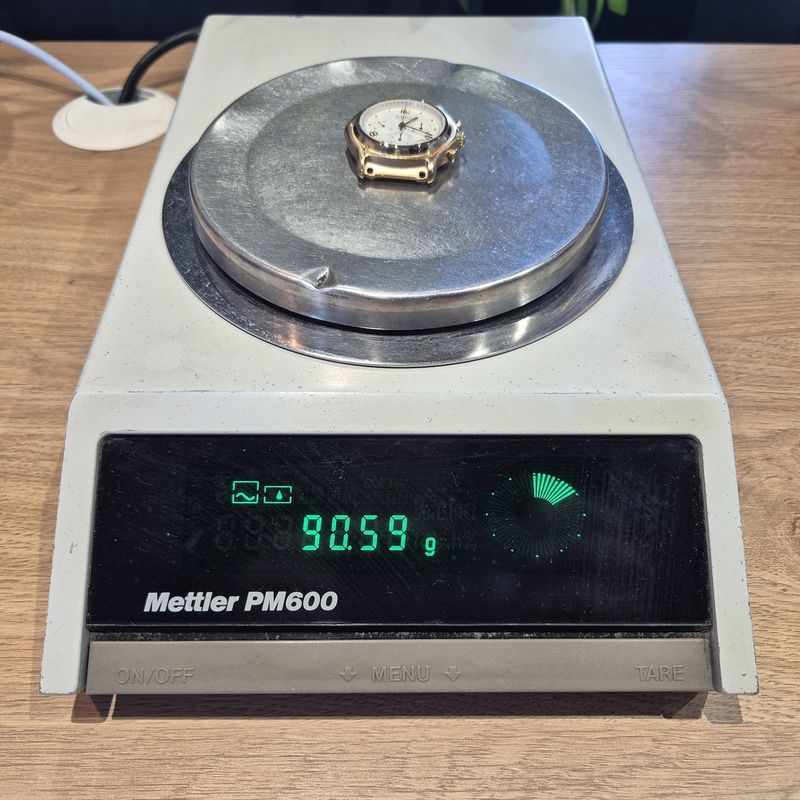 90.59 g
Mettler PM600
ON/OFF MENU TARE